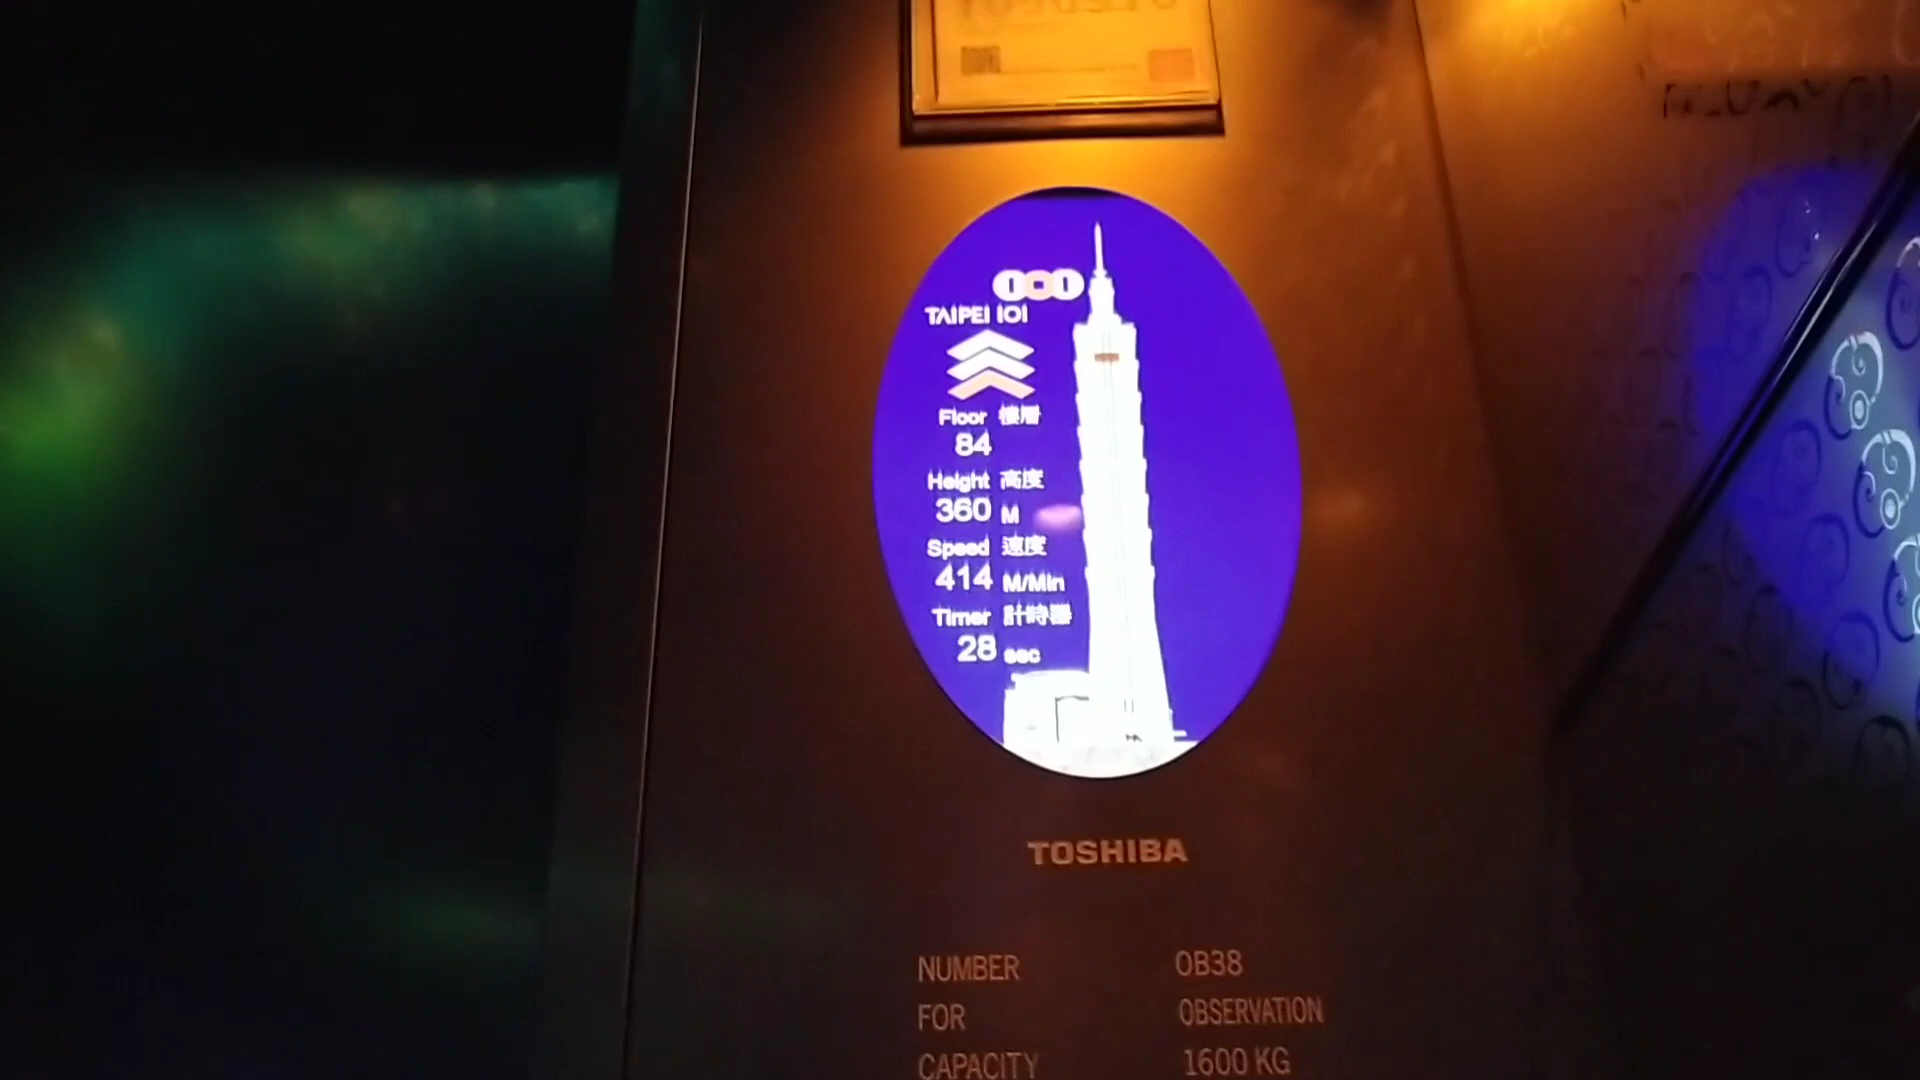 TAIPEI 101
Floor 樓層
84
Height 高度
360 M
Speed 速度
414 M/Min
Timer 計時器
28 sec
TOSHIBA
NUMBER OB38
FOR OBSERVATION
CAPACITY 1600 KG